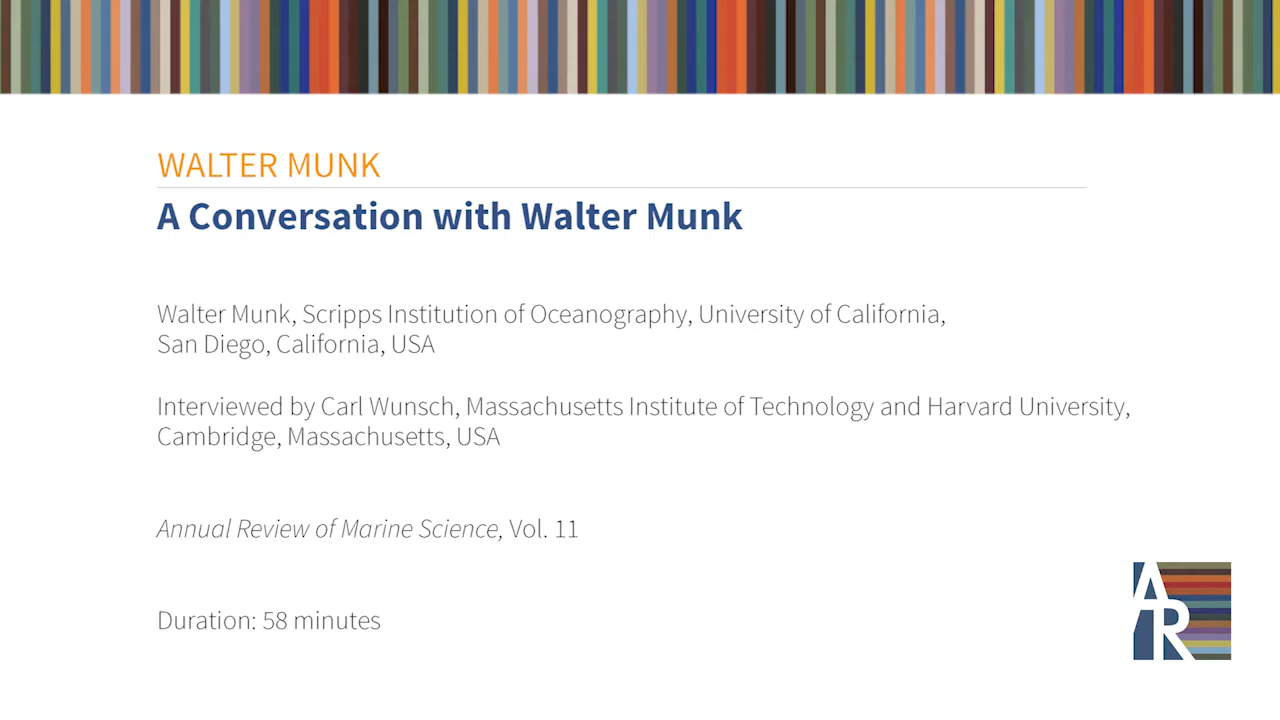 WALTER MUNK
A Conversation with Walter Munk
Walter Munk, Scripps Institution of Oceanography, University of California,
San Diego, California, USA
Interviewed by Carl Wunsch, Massachusetts Institute of Technology and Harvard University,
Cambridge, Massachusetts, USA
Annual Review of Marine Science, Vol. 11
Duration: 58 minutes
AR